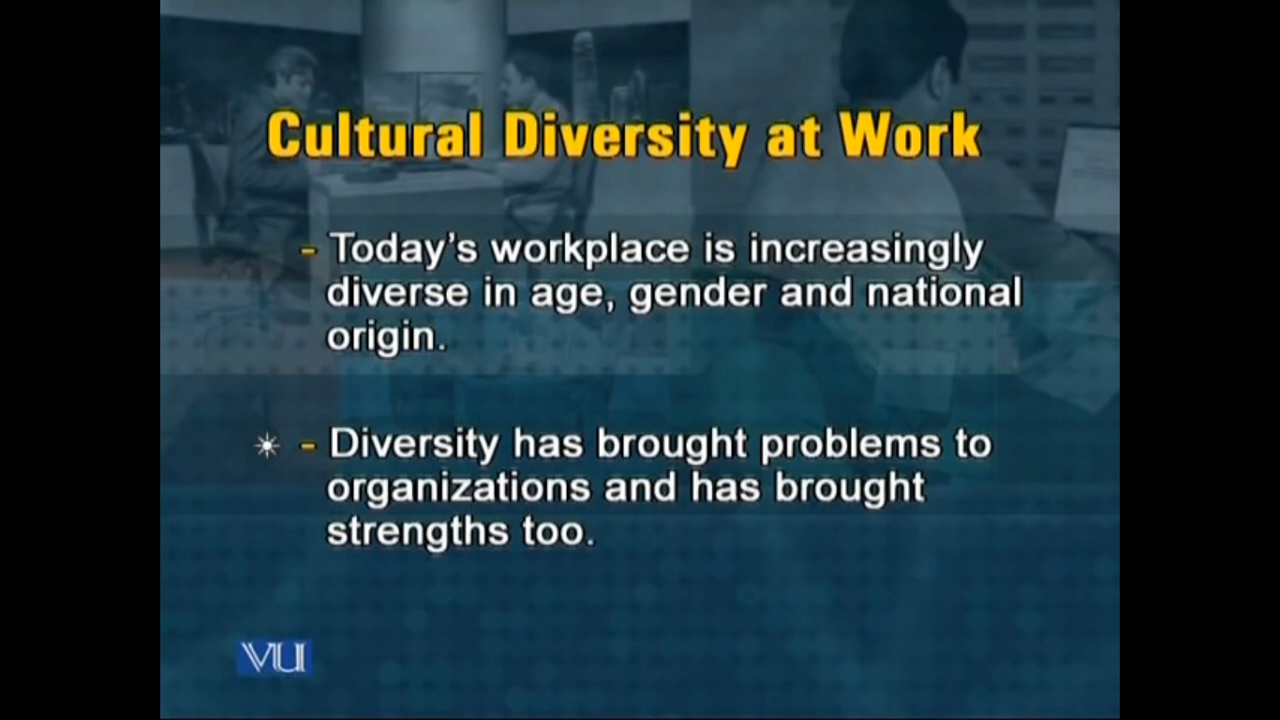 Cultural Diversity at Work
- Today's workplace is increasingly
diverse in age, gender and national
origin.
- Diversity has brought problems to
organizations and has brought
strengths too.
VU